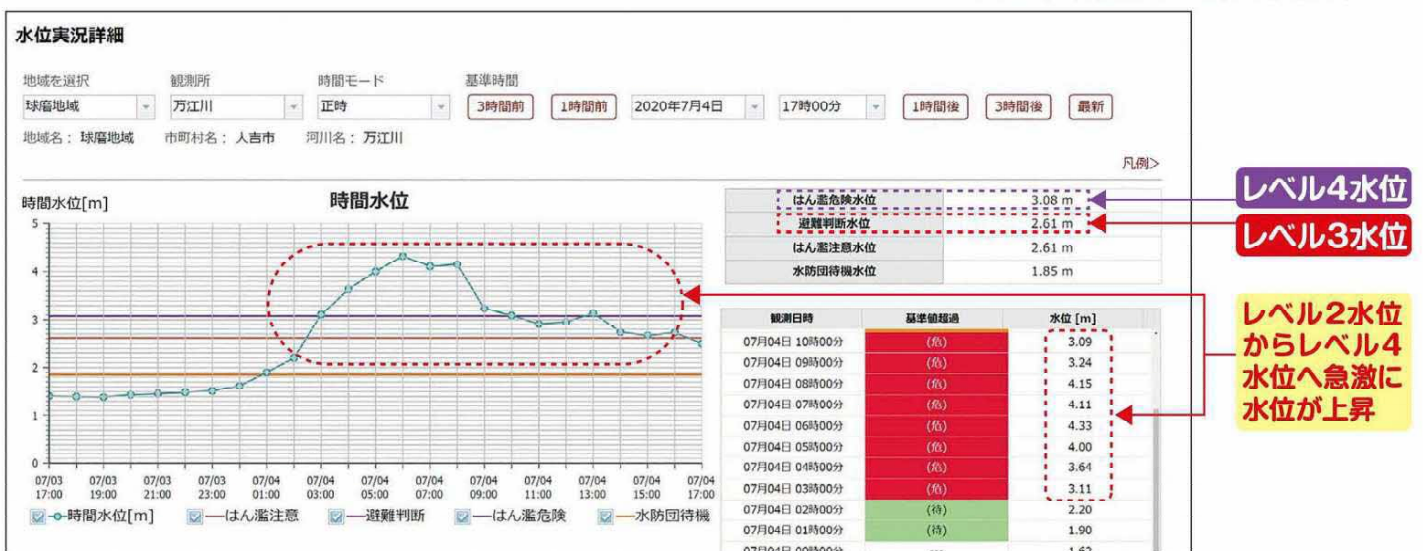 水位実況詳細
地域を選択 観測所 時間モード 基準時間
球磨地域 万江川 正時 3時間前 1時間前 2020年7月4日 17時00分 1時間後 3時間後 最新
地域名： 球磨地域 市町村名： 人吉市 河川名： 万江川
凡例>
時間水位[m]
時間水位
5
4
3
2
1
0
07/03 07/03 07/03 07/03 07/04 07/04 07/04 07/04 07/04 07/04 07/04 07/04 07/04
17:00 19:00 21:00 23:00 01:00 03:00 05:00 07:00 09:00 11:00 13:00 15:00 17:00
時間水位[m] はん濫注意 避難判断 はん濫危険 水防団待機
はん濫危険水位 3.08 m
避難判断水位 2.61 m
はん濫注意水位 2.61 m
水防団待機水位 1.85 m
観測日時 基準値超過 水位 [m]
07月04日 10時00分 (危) 3.09
07月04日 09時00分 (危) 3.24
07月04日 08時00分 (危) 4.15
07月04日 07時00分 (危) 4.11
07月04日 06時00分 (危) 4.33
07月04日 05時00分 (危) 4.00
07月04日 04時00分 (危) 3.64
07月04日 03時00分 (危) 3.11
07月04日 02時00分 (待) 2.20
07月04日 01時00分 (待) 1.90
レベル4水位
レベル3水位
レベル2水位
からレベル4
水位へ急激に
水位が上昇